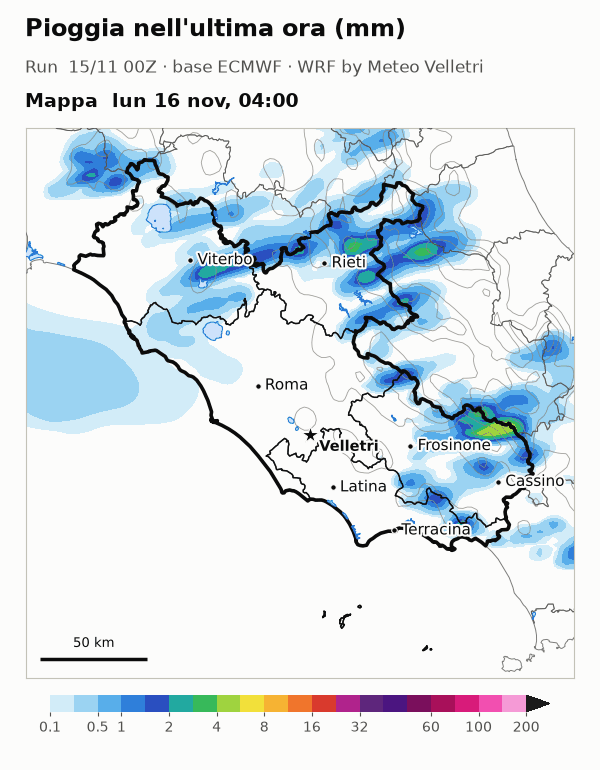 Pioggia nell'ultima ora (mm)
Run  15/11 00Z · base ECMWF · WRF by Meteo Velletri
Mappa  lun 16 nov, 04:00
Viterbo
Rieti
Roma
Velletri
Frosinone
Latina
Cassino
Terracina
50 km
0.1 0.5 1 2 4 8 16 32 60 100 200